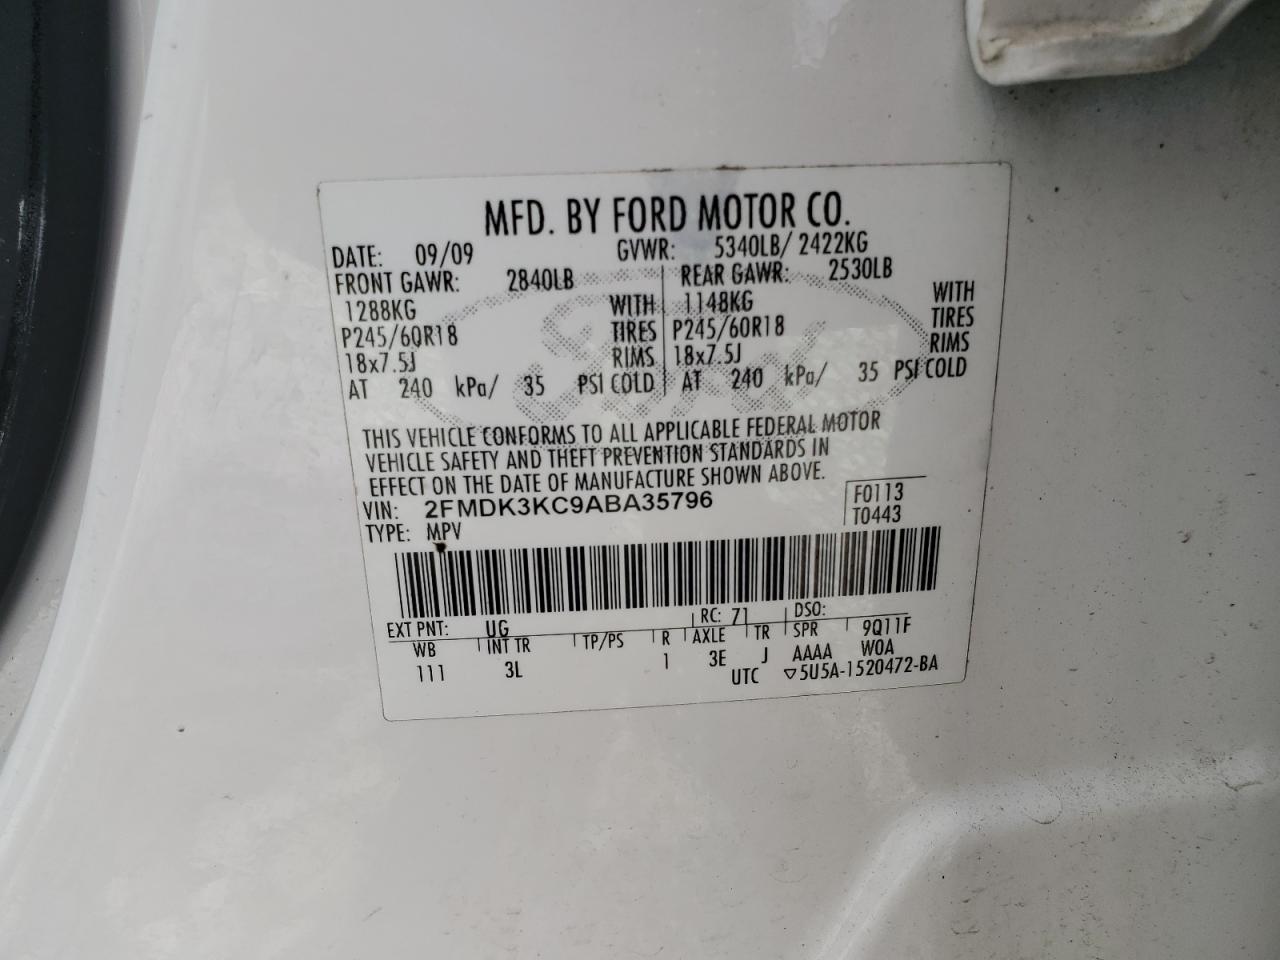 MFD. BY FORD MOTOR CO.
DATE: 09/09 GVWR: 5340LB/ 2422KG
FRONT GAWR: 2840LB REAR GAWR: 2530LB
1288KG WITH 1148KG WITH
P245/60R18 TIRES P245/60R18 TIRES
18x7.5J RIMS 18x7.5J RIMS
AT 240 kPa/ 35 PSI COLD AT 240 kPa/ 35 PSI COLD
THIS VEHICLE CONFORMS TO ALL APPLICABLE FEDERAL MOTOR
VEHICLE SAFETY AND THEFT PREVENTION STANDARDS IN
EFFECT ON THE DATE OF MANUFACTURE SHOWN ABOVE.
VIN: 2FMDK3KC9ABA35796 F0113
TYPE: MPV T0443
EXT PNT: UG RC: 71 DSO:
WB INT TR TP/PS R AXLE TR SPR 9Q11F
111 3L 1 3E J AAAA WOA
UTC ▽5U5A-1520472-BA